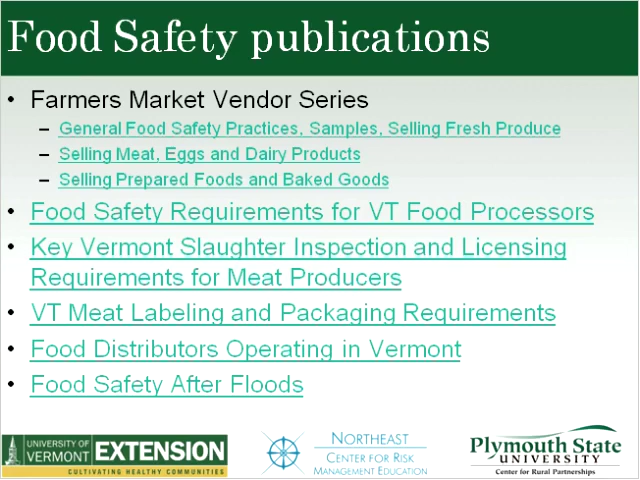 Food Safety publications
• Farmers Market Vendor Series
– General Food Safety Practices, Samples, Selling Fresh Produce
– Selling Meat, Eggs and Dairy Products
– Selling Prepared Foods and Baked Goods
• Food Safety Requirements for VT Food Processors
• Key Vermont Slaughter Inspection and Licensing
Requirements for Meat Producers
• VT Meat Labeling and Packaging Requirements
• Food Distributors Operating in Vermont
• Food Safety After Floods
UNIVERSITY OF
VERMONT EXTENSION
CULTIVATING HEALTHY COMMUNITIES
NORTHEAST
CENTER FOR RISK
MANAGEMENT EDUCATION
Plymouth State
UNIVERSITY
Center for Rural Partnerships